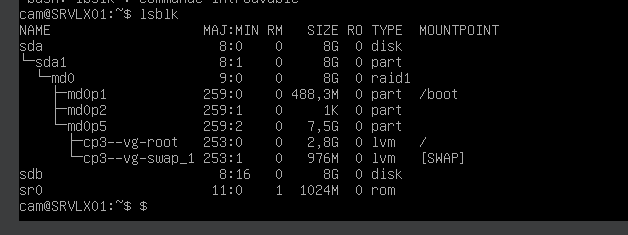 -bash: lbslk : commande introuvable
cam@SRVLX01:~$ lsblk
NAME                      MAJ:MIN RM   SIZE RO TYPE  MOUNTPOINT
sda                         8:0    0     8G  0 disk
└─sda1                      8:1    0     8G  0 part
  └─md0                     9:0    0     8G  0 raid1
    ├─md0p1               259:0    0 488,3M  0 part  /boot
    ├─md0p2               259:1    0     1K  0 part
    └─md0p5               259:2    0   7,5G  0 part
      ├─cp3--vg-root      253:0    0   2,8G  0 lvm   /
      └─cp3--vg-swap_1    253:1    0   976M  0 lvm   [SWAP]
sdb                         8:16   0     8G  0 disk
sr0                        11:0    1  1024M  0 rom
cam@SRVLX01:~$ $